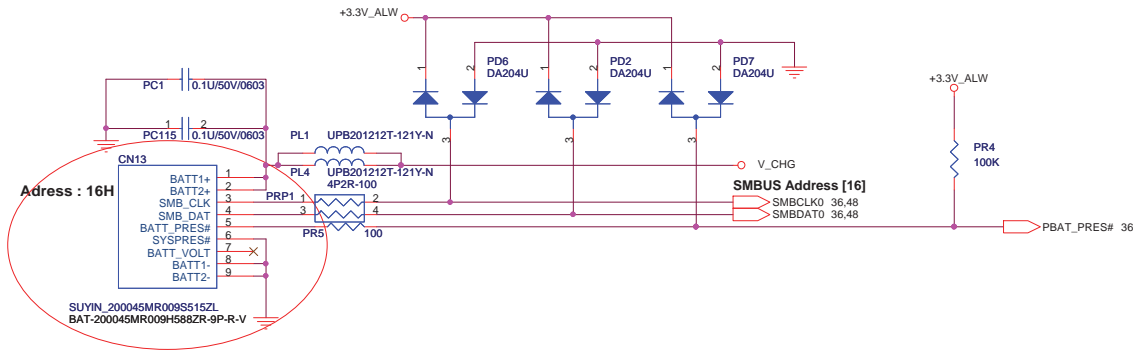 +3.3V_ALW
1
2
PD6
DA204U
3
1
2
PD2
DA204U
3
1
2
PD7
DA204U
3
+3.3V_ALW
PR4
100K
PC1
0.1U/50V/0603
1
2
PC115
0.1U/50V/0603
PL1
UPB201212T-121Y-N
PL4
UPB201212T-121Y-N
V_CHG
4P2R-100
CN13
Adress : 16H
BATT1+
1
BATT2+
2
SMB_CLK
3
SMB_DAT
4
BATT_PRES#
5
SYSPRES#
6
BATT_VOLT
7
BATT1-
8
BATT2-
9
PRP1
1
2
3
4
PR5
100
SMBUS Address [16]
SMBCLK0 36,48
SMBDAT0 36,48
PBAT_PRES# 36
SUYIN_200045MR009S515ZL
BAT-200045MR009H588ZR-9P-R-V